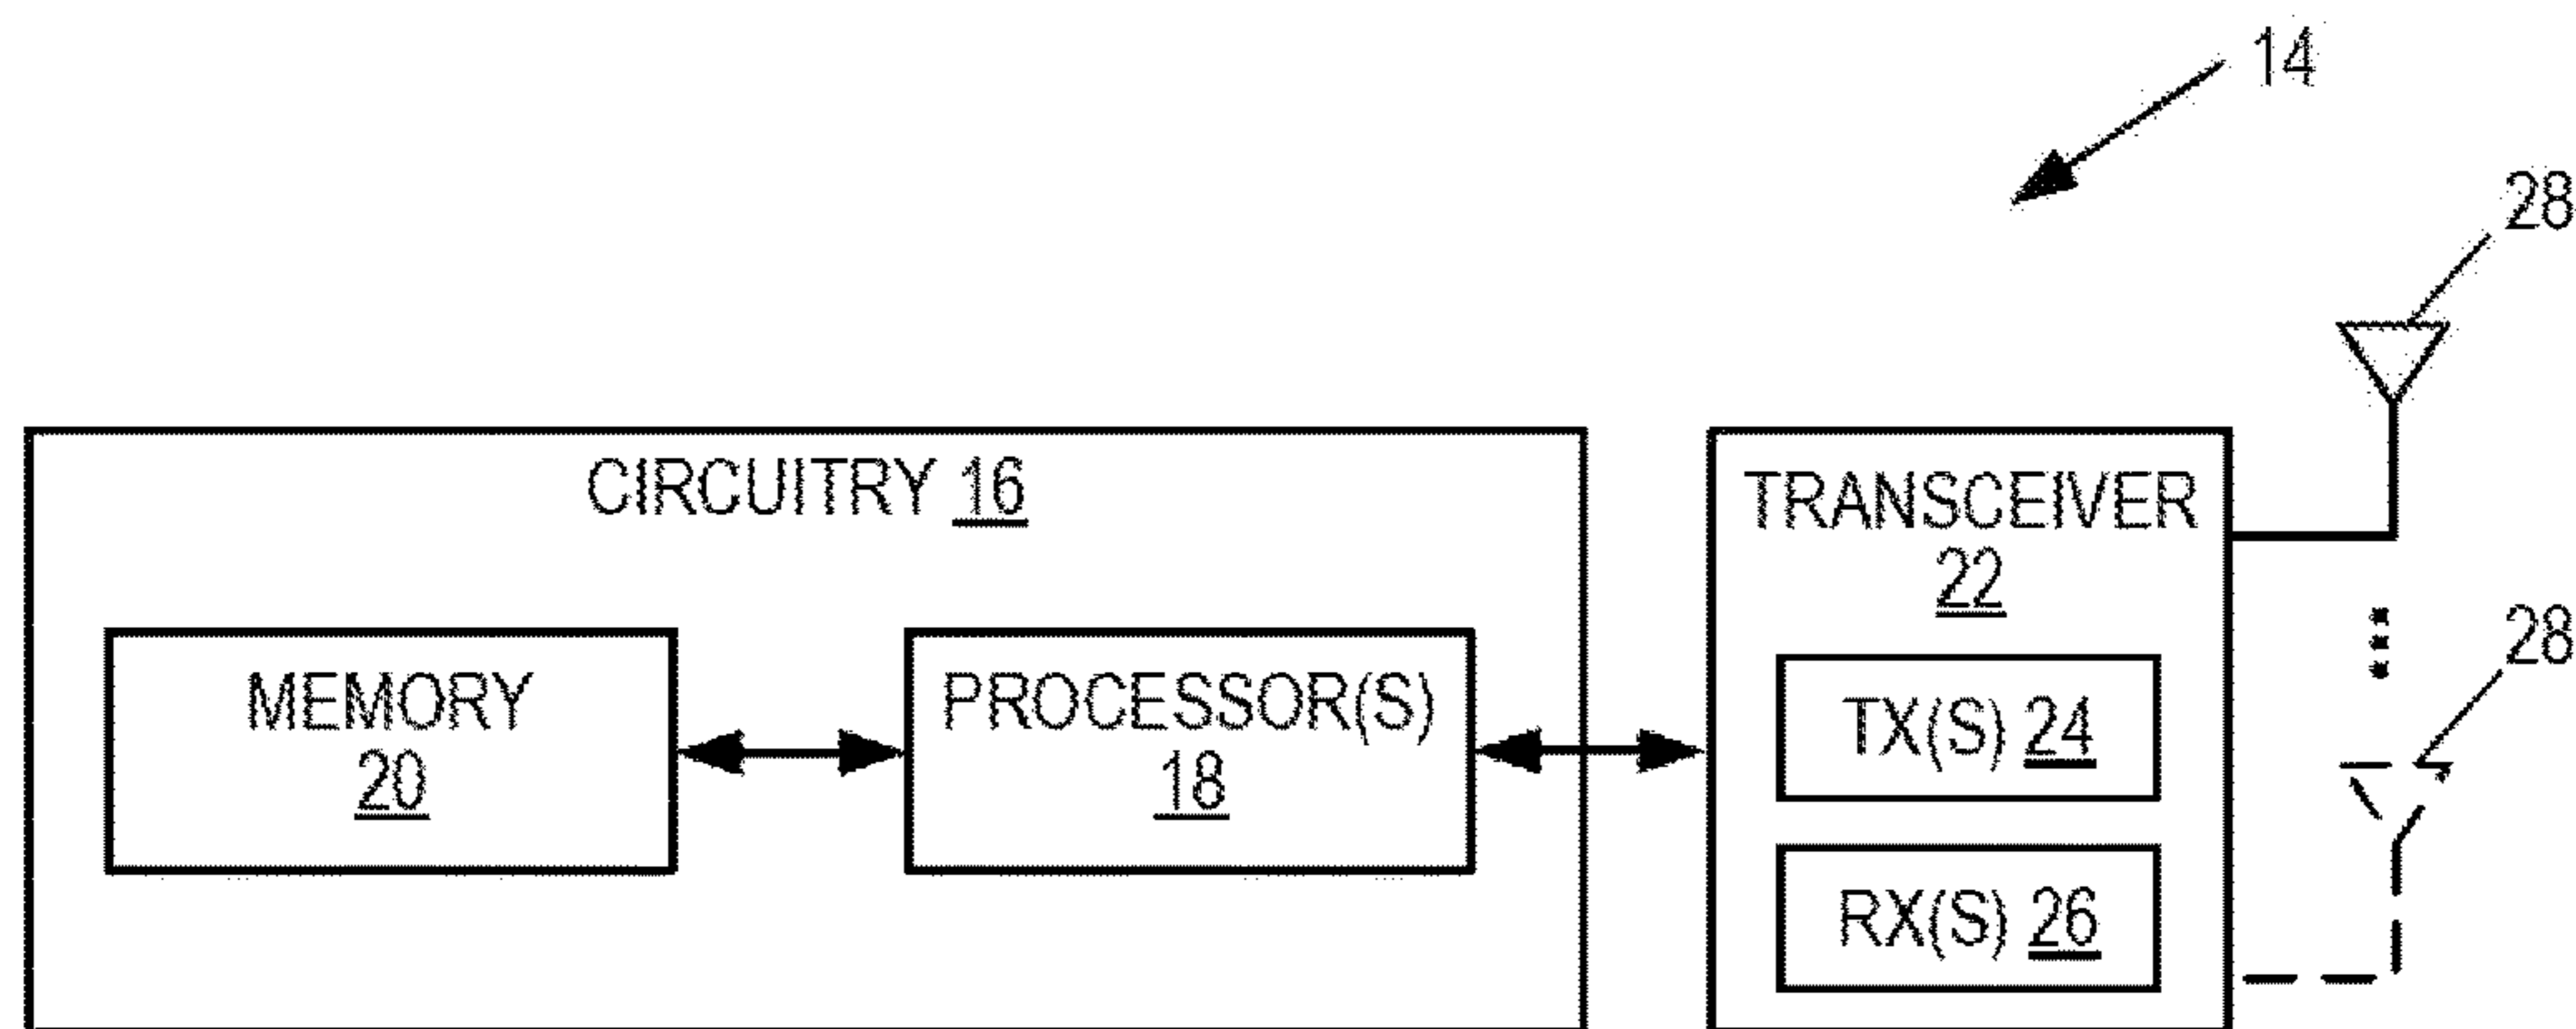 14
28
CIRCUITRY 16
TRANSCEIVER
22
28
MEMORY
20
PROCESSOR(S)
18
TX(S) 24
RX(S) 26